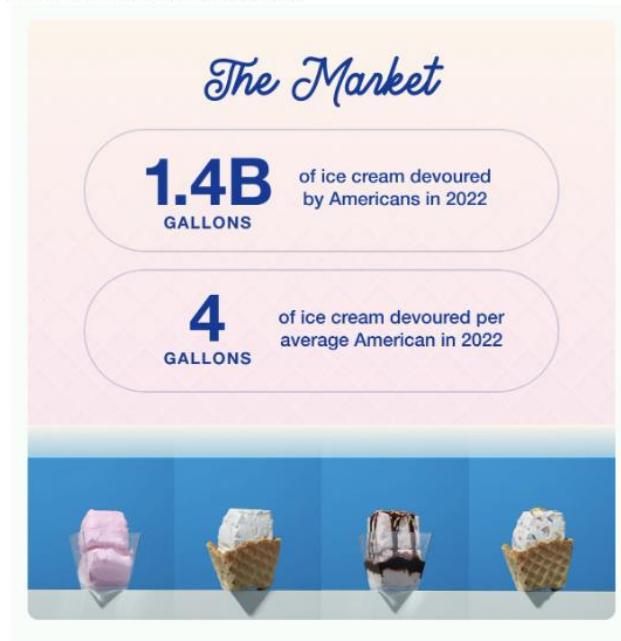 The Market
1.4B
GALLONS
of ice cream devoured
by Americans in 2022
4
GALLONS
of ice cream devoured per
average American in 2022